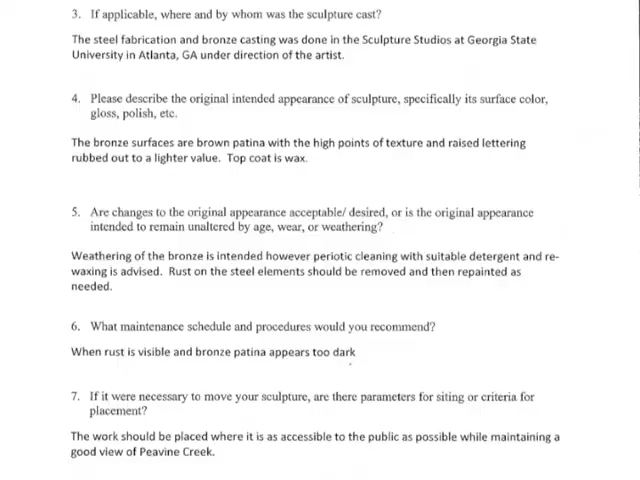 3. If applicable, where and by whom was the sculpture cast?
The steel fabrication and bronze casting was done in the Sculpture Studios at Georgia State
University in Atlanta, GA under direction of the artist.
4. Please describe the original intended appearance of sculpture, specifically its surface color,
gloss, polish, etc.
The bronze surfaces are brown patina with the high points of texture and raised lettering
rubbed out to a lighter value. Top coat is wax.
5. Are changes to the original appearance acceptable/ desired, or is the original appearance
intended to remain unaltered by age, wear, or weathering?
Weathering of the bronze is intended however periotic cleaning with suitable detergent and re-
waxing is advised. Rust on the steel elements should be removed and then repainted as
needed.
6. What maintenance schedule and procedures would you recommend?
When rust is visible and bronze patina appears too dark
7. If it were necessary to move your sculpture, are there parameters for siting or criteria for
placement?
The work should be placed where it is as accessible to the public as possible while maintaining a
good view of Peavine Creek.